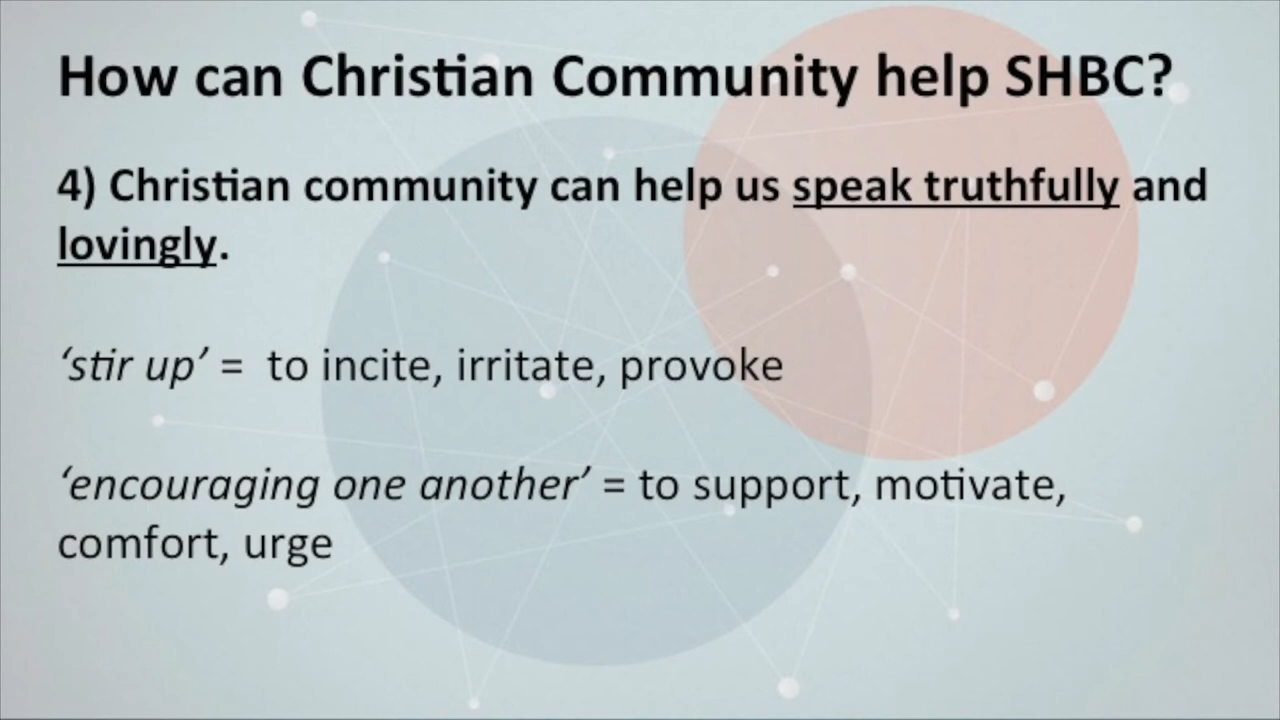 How can Christian Community help SHBC?
4) Christian community can help us speak truthfully and
lovingly.
‘stir up’ =  to incite, irritate, provoke
‘encouraging one another’ = to support, motivate,
comfort, urge